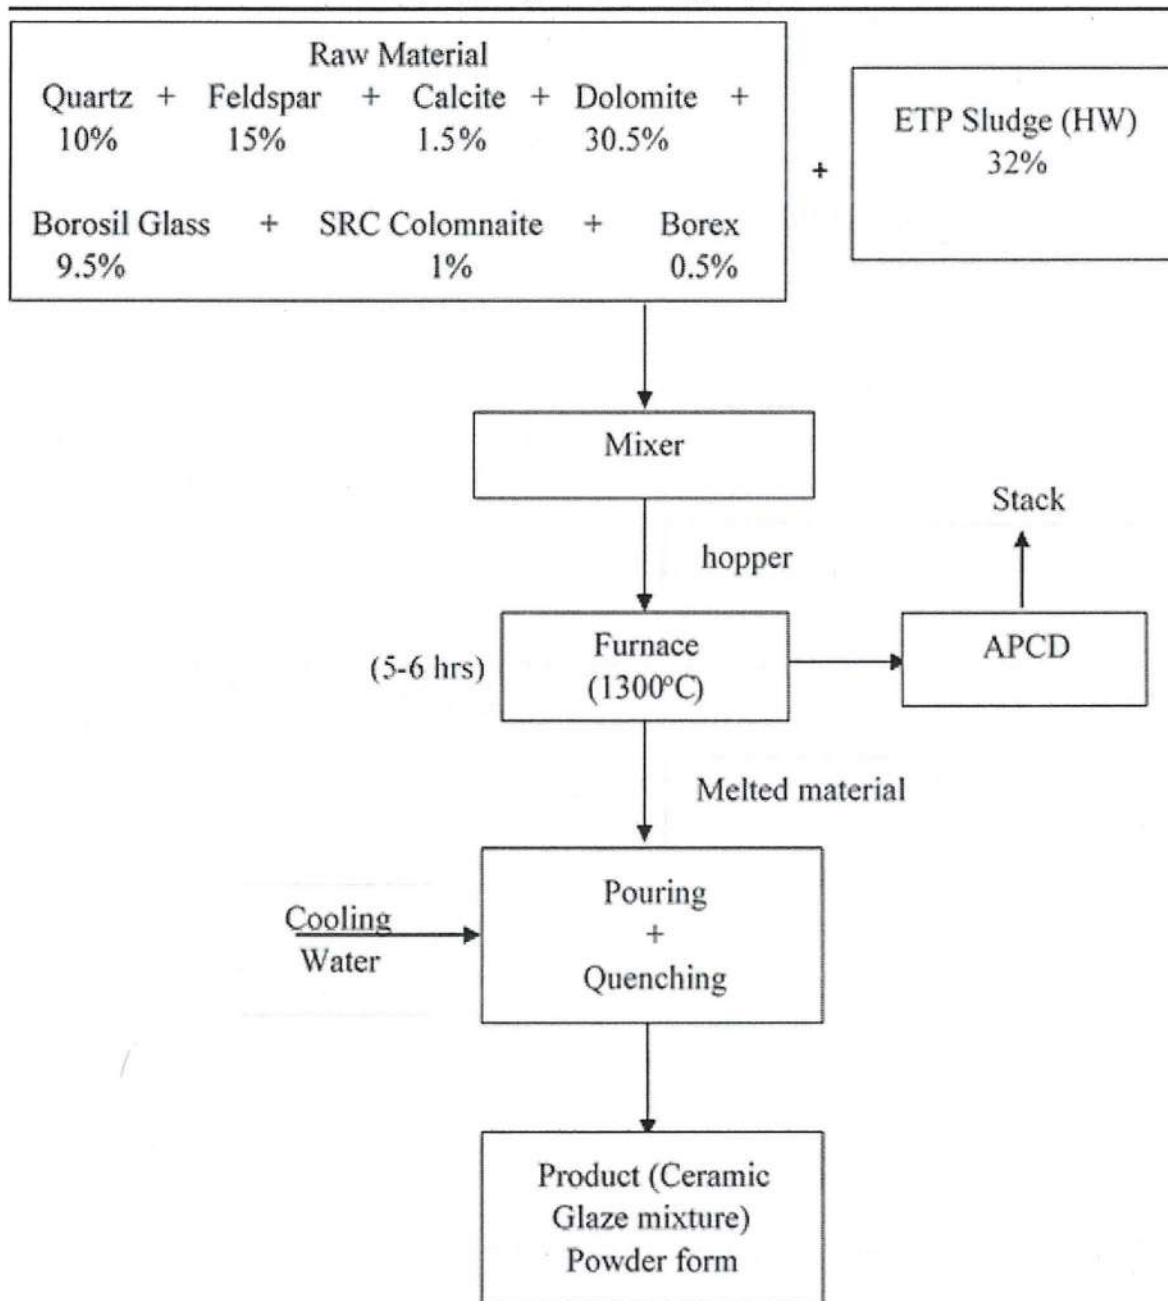 Raw Material
Quartz + Feldspar + Calcite + Dolomite +
10% 15% 1.5% 30.5%
Borosil Glass + SRC Colomnaite + Borex
9.5% 1% 0.5%
+
ETP Sludge (HW)
32%
Mixer
hopper
Stack
(5-6 hrs)
Furnace
(1300°C)
APCD
Melted material
Cooling
Water
Pouring
+
Quenching
Product (Ceramic
Glaze mixture)
Powder form